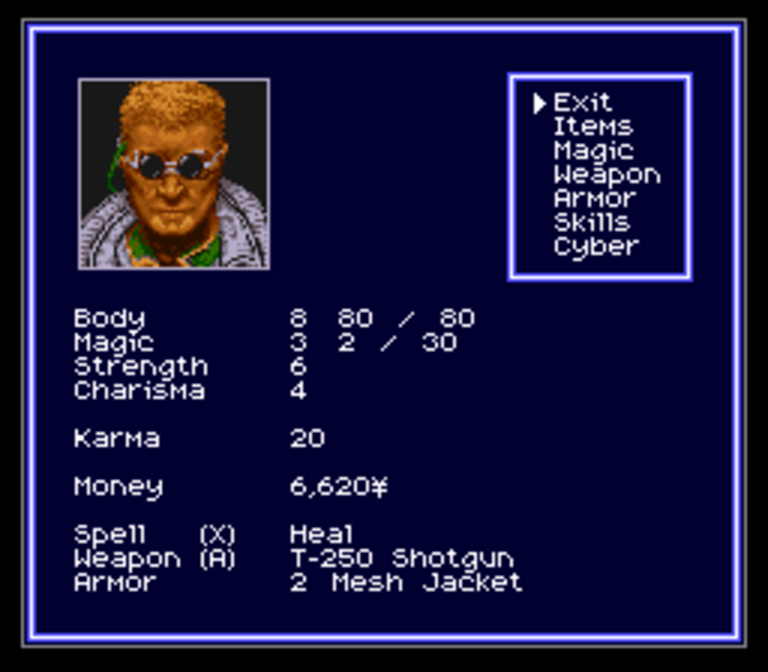 Exit
Items
Magic
Weapon
Armor
Skills
Cyber
Body 8 80 / 80
Magic 3 2 / 30
Strength 6
Charisma 4
Karma 20
Money 6,620¥
Spell (X) Heal
Weapon (A) T-250 Shotgun
Armor 2 Mesh Jacket